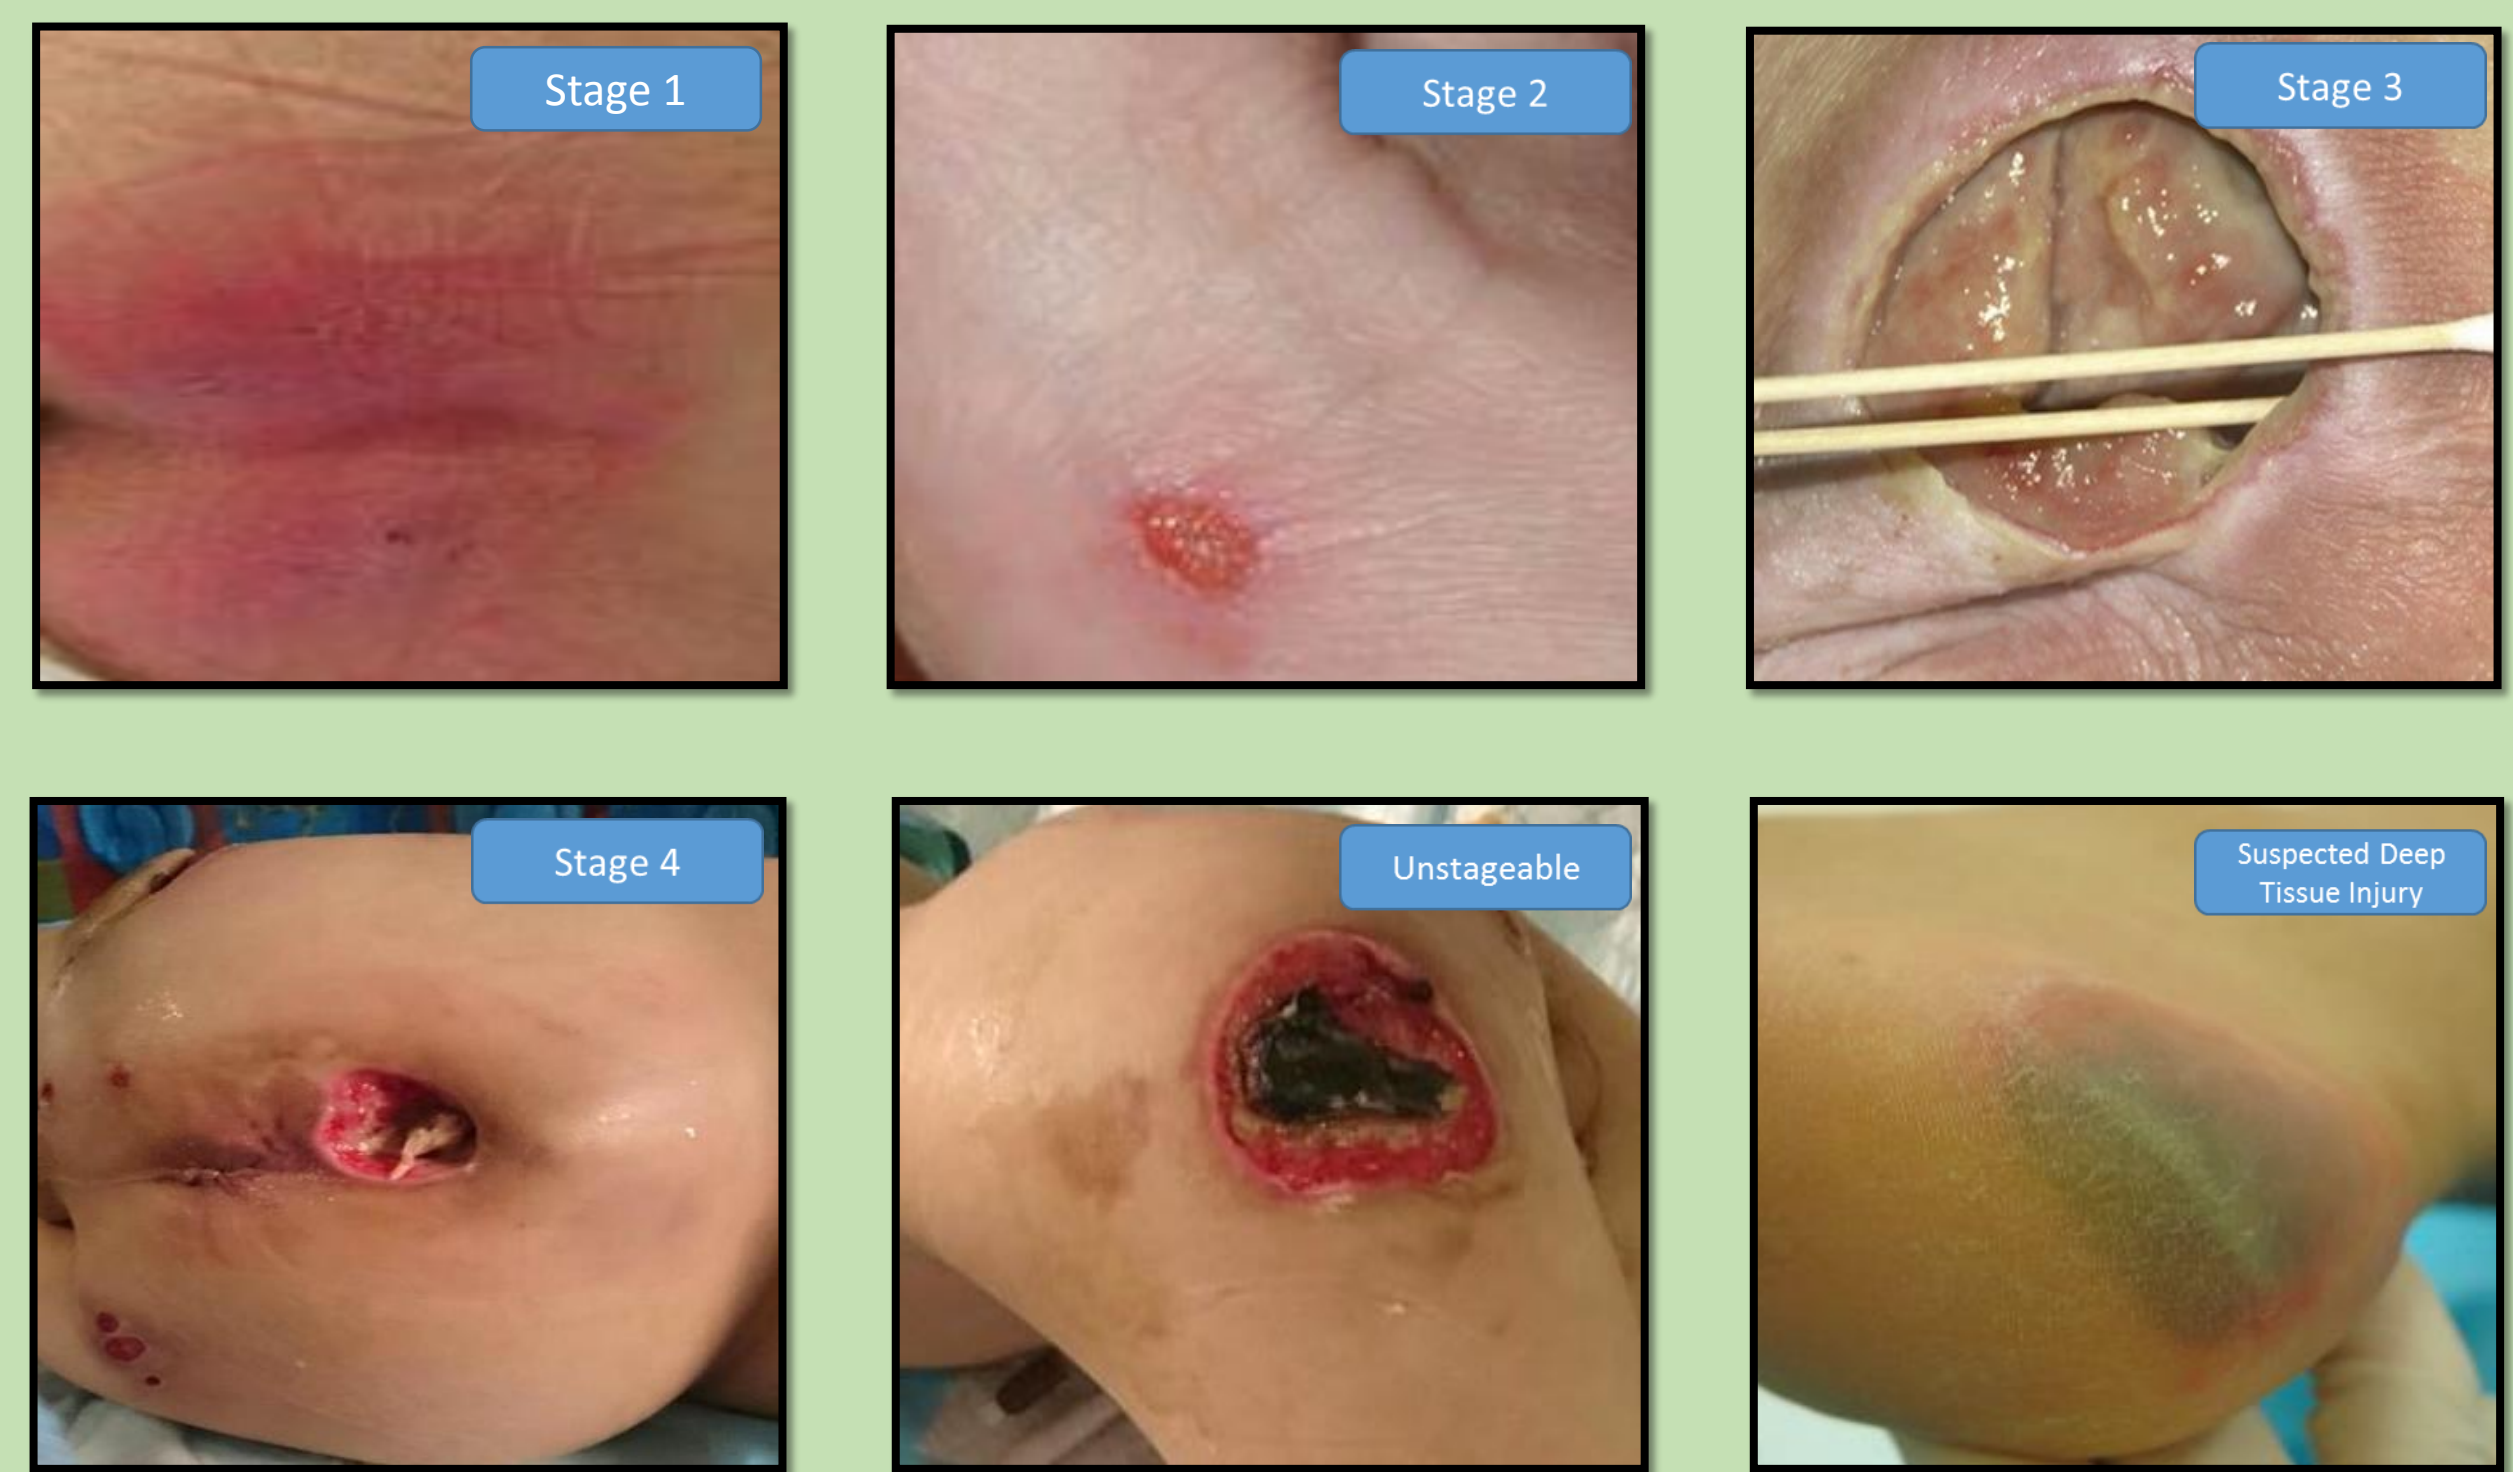 Stage 1
Stage 2
Stage 3
Stage 4
Unstageable
Suspected Deep
Tissue Injury